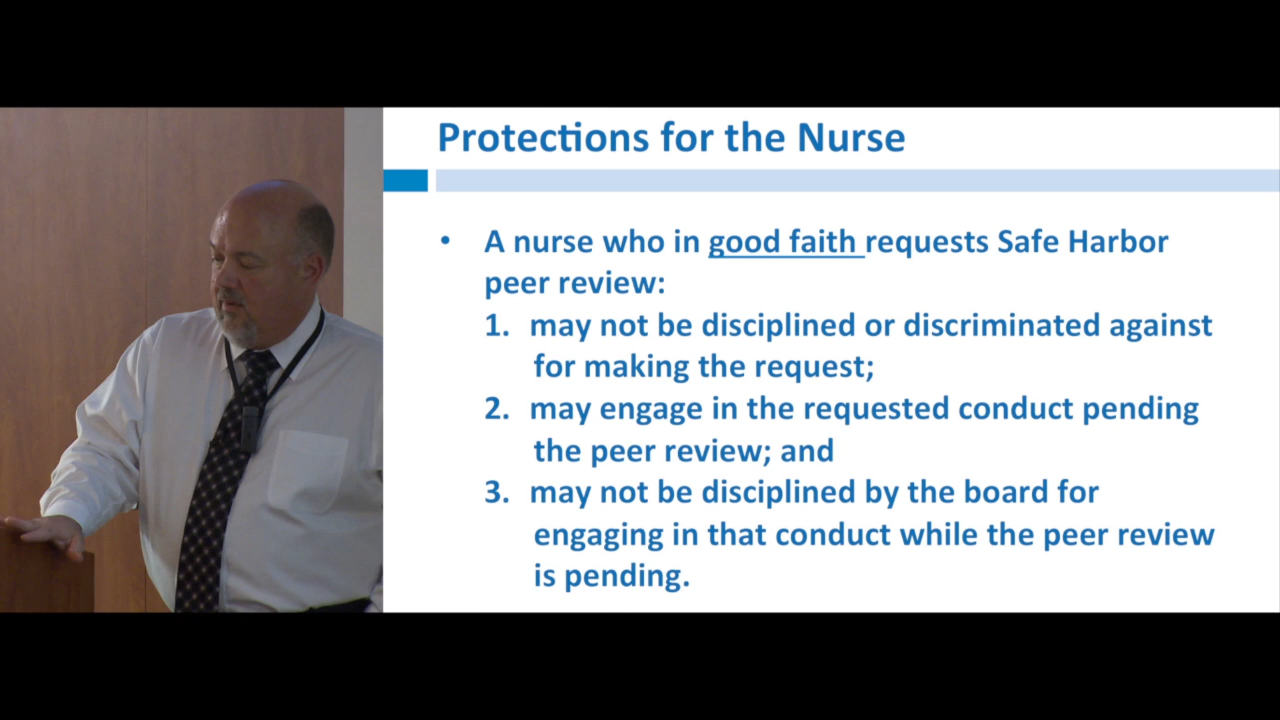 Protections for the Nurse
• A nurse who in good faith requests Safe Harbor
peer review:
1. may not be disciplined or discriminated against
for making the request;
2. may engage in the requested conduct pending
the peer review; and
3. may not be disciplined by the board for
engaging in that conduct while the peer review
is pending.